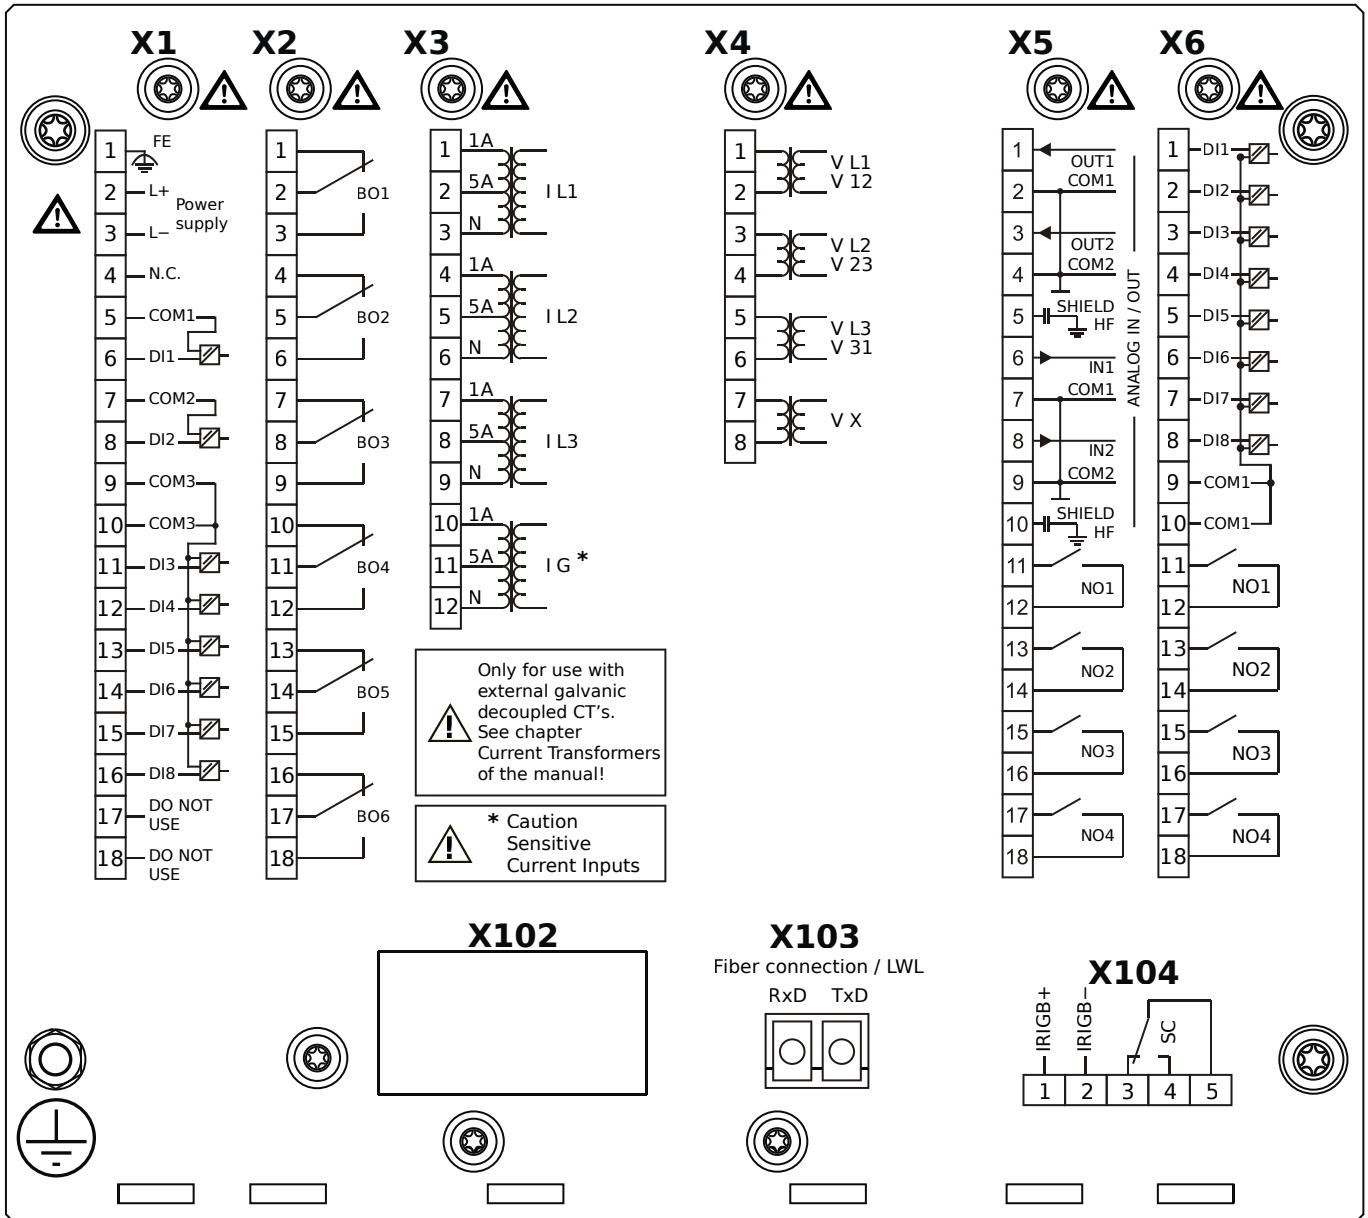 X1
X2
X3
X4
X5
X6
1 FE
2 L+
Power
supply
3 L−
4 N.C.
5 COM1
6 DI1
7 COM2
8 DI2
9 COM3
10 COM3
11 DI3
12 DI4
13 DI5
14 DI6
15 DI7
16 DI8
17 DO NOT
USE
18 DO NOT
USE
1
2 BO1
3
4
5 BO2
6
7
8 BO3
9
10
11 BO4
12
13
14 BO5
15
16
17 BO6
18
1 1A
2 5A I L1
3 N
4 1A
5 5A I L2
6 N
7 1A
8 5A I L3
9 N
10 1A
11 5A I G *
12 N
Only for use with
external galvanic
decoupled CT's.
See chapter
Current Transformers
of the manual!
* Caution
Sensitive
Current Inputs
1 V L1
2 V 12
3 V L2
4 V 23
5 V L3
6 V 31
7 V X
8
1 OUT1
2 COM1
3 OUT2
4 COM2
5 SHIELD
HF
6 IN1
7 COM1
8 IN2
9 COM2
10 SHIELD
HF
ANALOG IN / OUT
11 NO1
12
13 NO2
14
15 NO3
16
17 NO4
18
1 DI1
2 DI2
3 DI3
4 DI4
5 DI5
6 DI6
7 DI7
8 DI8
9 COM1
10 COM1
11 NO1
12
13 NO2
14
15 NO3
16
17 NO4
18
X102
X103
Fiber connection / LWL
RxD TxD
X104
IRIGB+
IRIGB−
SC
1 2 3 4 5